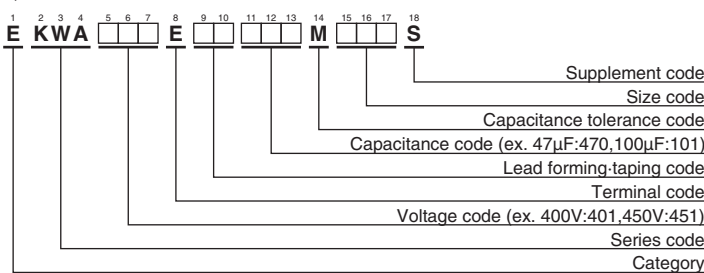 1 2 3 4 5 6 7 8 9 10 11 12 13 14 15 16 17 18
E KWA E M S
Supplement code
Size code
Capacitance tolerance code
Capacitance code (ex. 47μF:470,100μF:101)
Lead forming·taping code
Terminal code
Voltage code (ex. 400V:401,450V:451)
Series code
Category